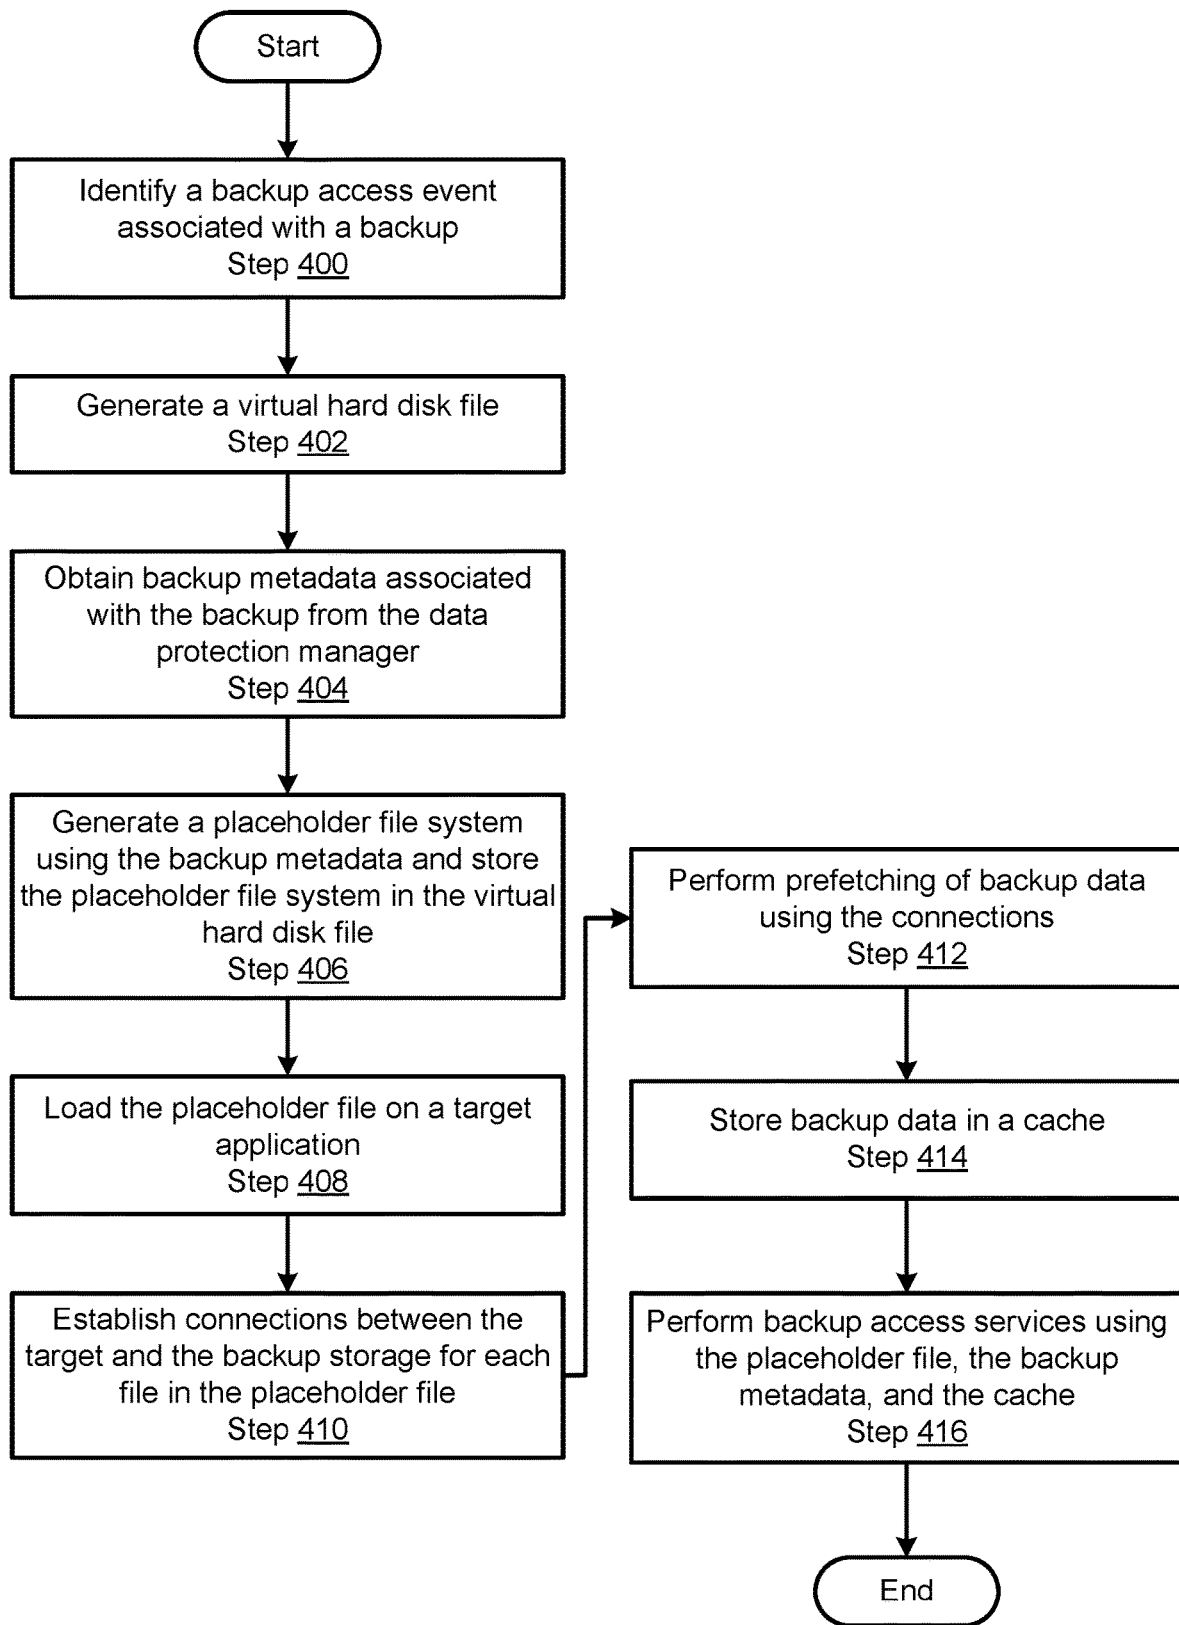 Start
Identify a backup access event
associated with a backup
Step 400
Generate a virtual hard disk file
Step 402
Obtain backup metadata associated
with the backup from the data
protection manager
Step 404
Generate a placeholder file system
using the backup metadata and store
the placeholder file system in the virtual
hard disk file
Step 406
Load the placeholder file on a target
application
Step 408
Establish connections between the
target and the backup storage for each
file in the placeholder file
Step 410
Perform prefetching of backup data
using the connections
Step 412
Store backup data in a cache
Step 414
Perform backup access services using
the placeholder file, the backup
metadata, and the cache
Step 416
End